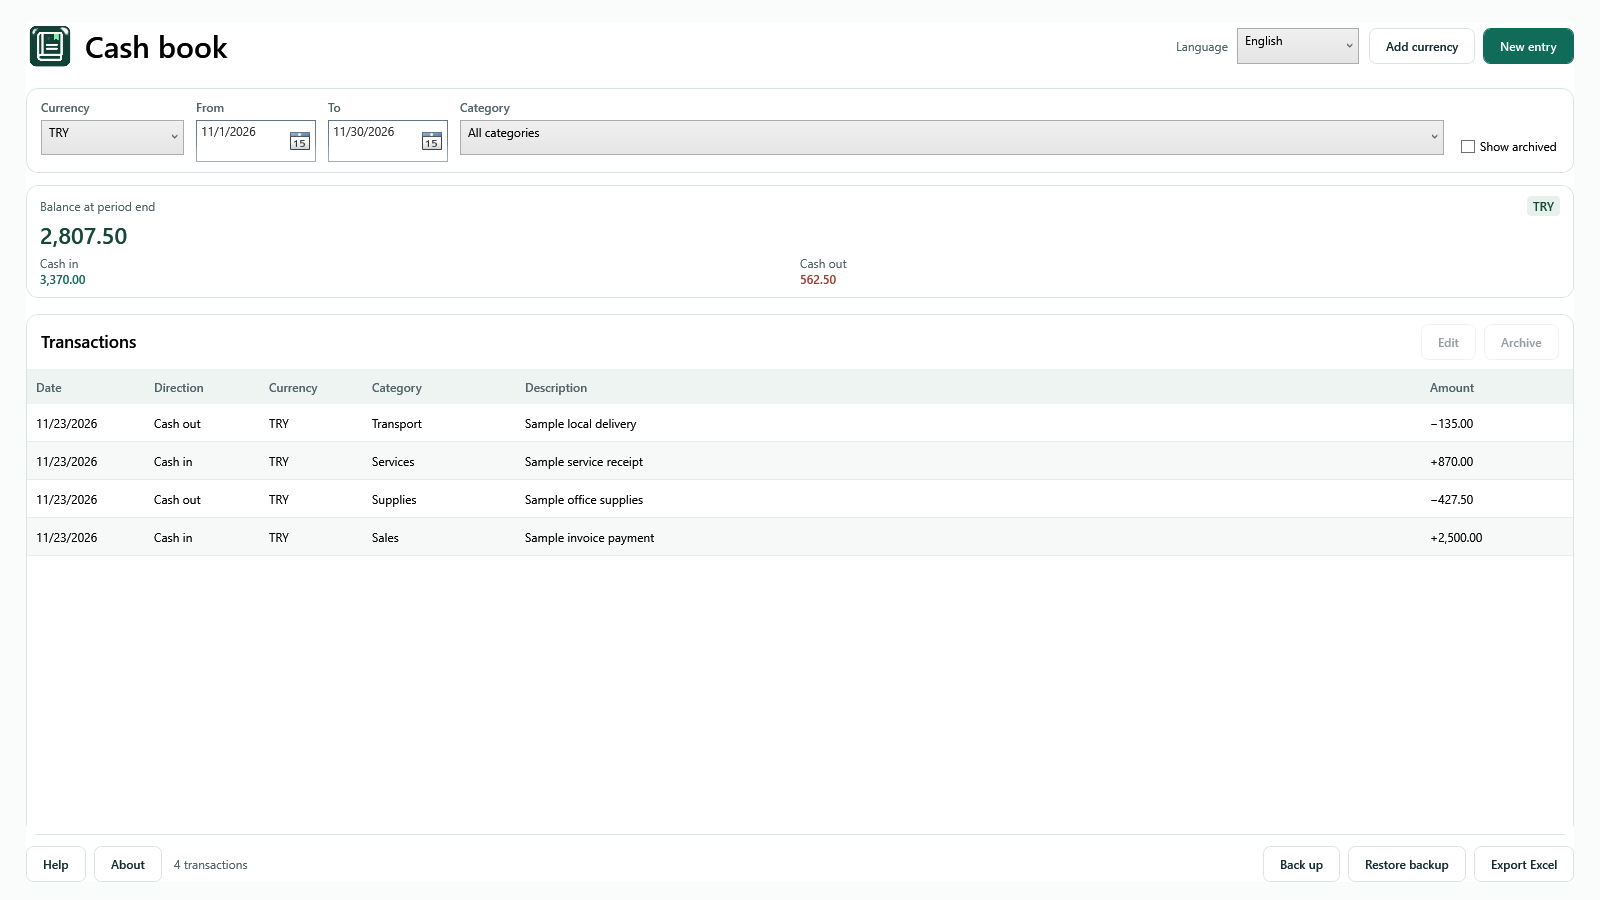 Cash book
Language English Add currency New entry
Currency From To Category
TRY 11/1/2026 15 11/30/2026 15 All categories Show archived
Balance at period end TRY
2,807.50
Cash in Cash out
3,370.00 562.50
Transactions Edit Archive
Date Direction Currency Category Description Amount
11/23/2026 Cash out TRY Transport Sample local delivery −135.00
11/23/2026 Cash in TRY Services Sample service receipt +870.00
11/23/2026 Cash out TRY Supplies Sample office supplies −427.50
11/23/2026 Cash in TRY Sales Sample invoice payment +2,500.00
Help About 4 transactions Back up Restore backup Export Excel